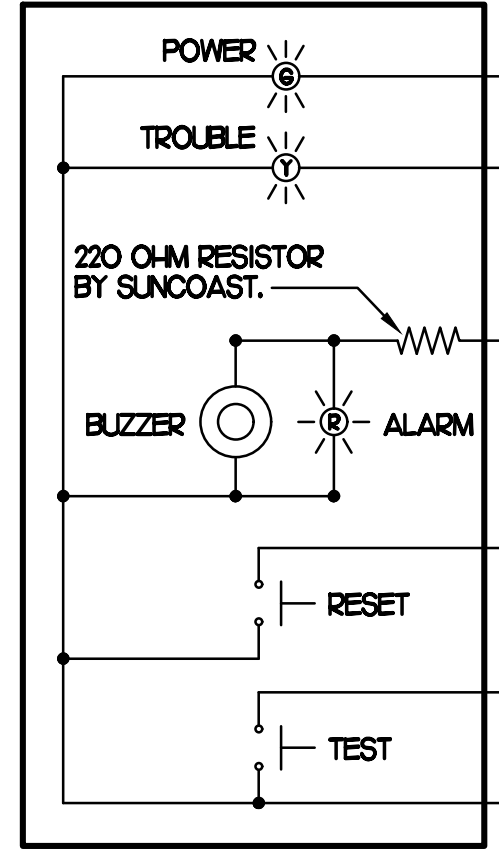 POWER
G
TROUBLE
Y
220 OHM RESISTOR
BY SUNCOAST.
BUZZER
R
ALARM
RESET
TEST